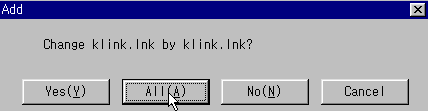 Add
Change klink.lnk by klink.lnk?
Yes(Y) All(A) No(N) Cancel